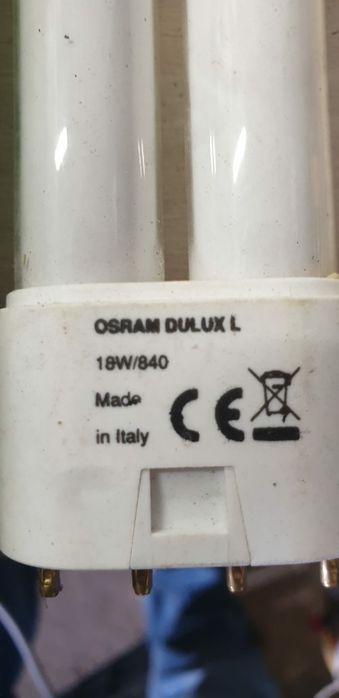 OSRAM DULUX L
18W/840
Made
in Italy
CE